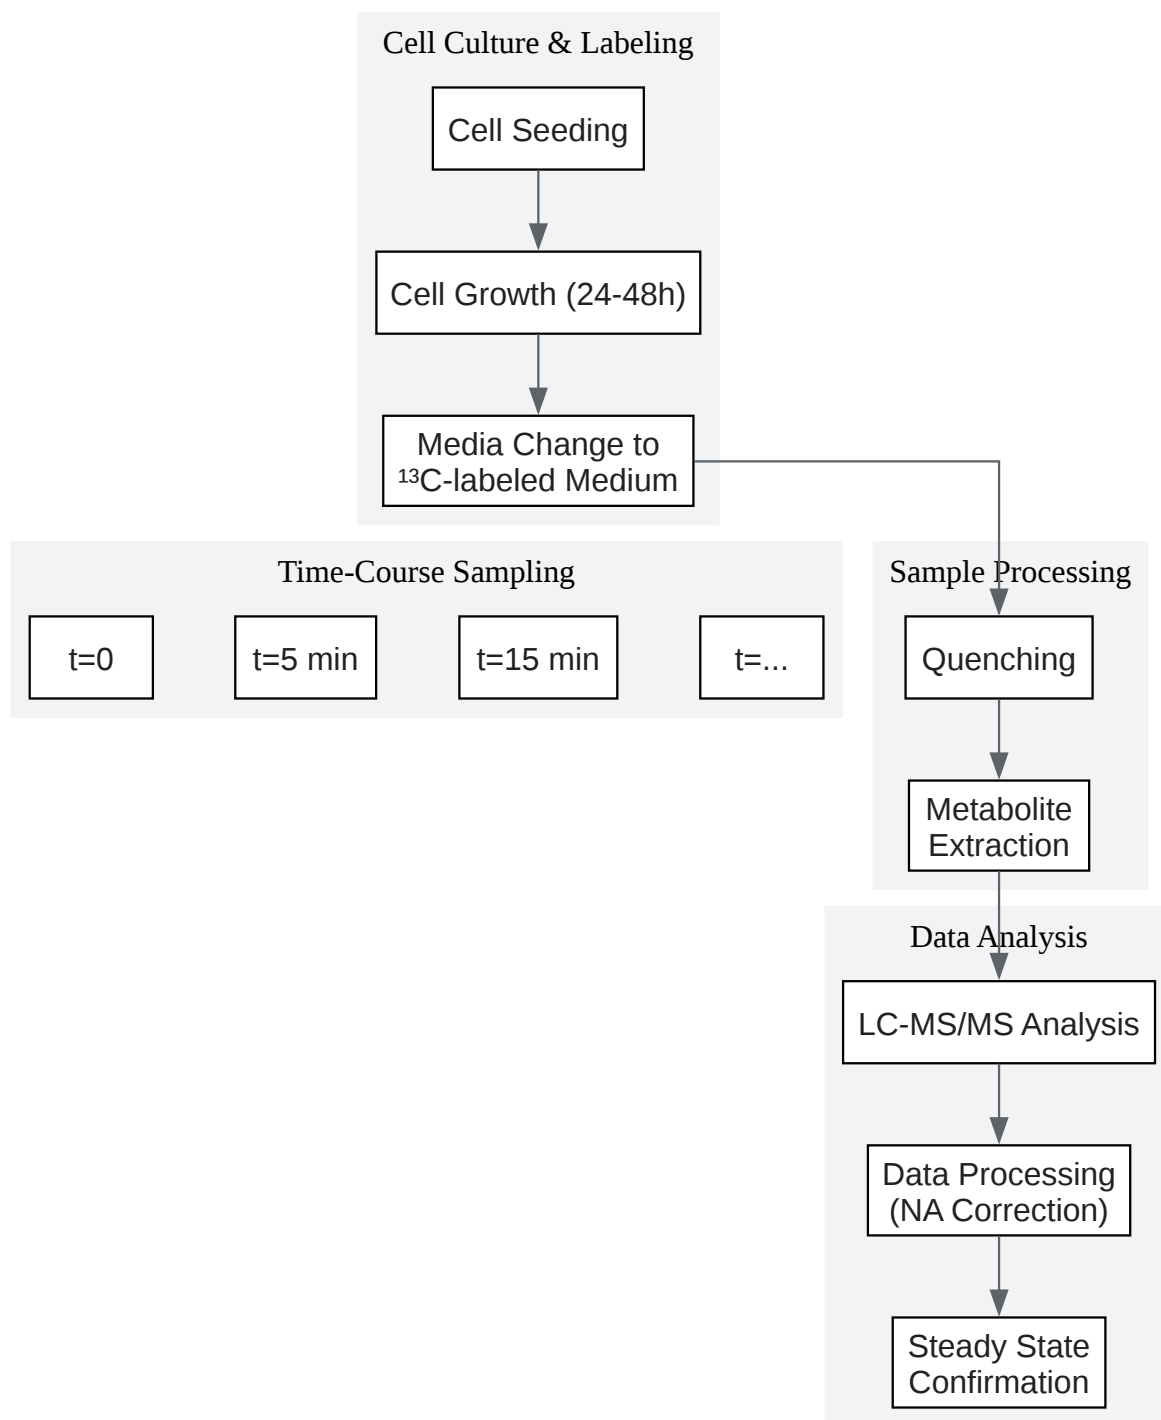 Cell Culture & Labeling
Cell Seeding
Cell Growth (24-48h)
Media Change to
¹³C-labeled Medium
Time-Course Sampling
t=0
t=5 min
t=15 min
t=...
Sample Processing
Quenching
Metabolite
Extraction
Data Analysis
LC-MS/MS Analysis
Data Processing
(NA Correction)
Steady State
Confirmation